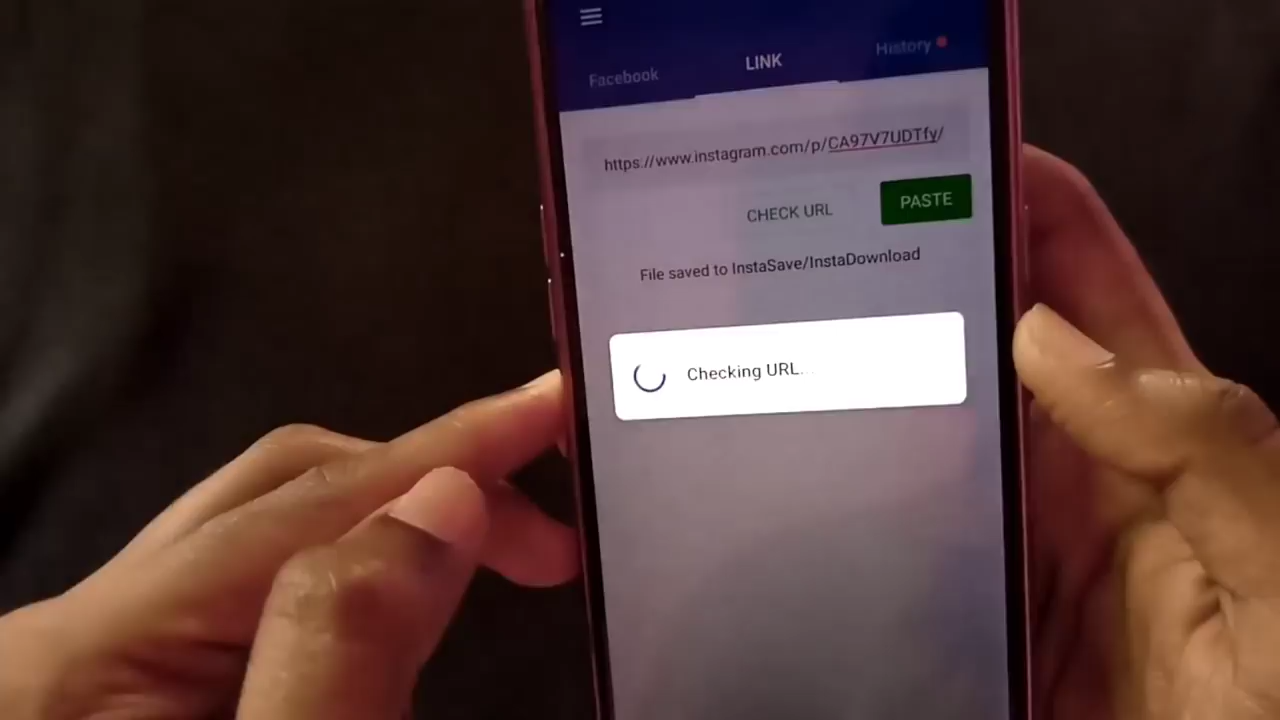 Facebook LINK History
https://www.instagram.com/p/CA97V7UDTfy/
CHECK URL PASTE
File saved to InstaSave/InstaDownload
Checking URL...